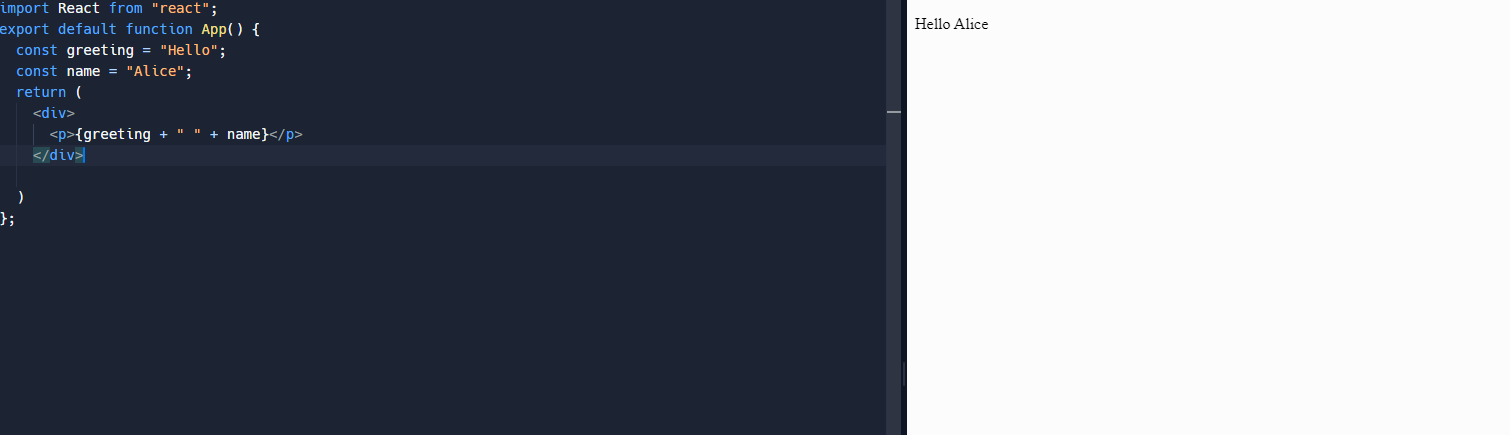 import React from "react";
export default function App() {
  const greeting = "Hello";
  const name = "Alice";
  return (
    <div>
      <p>{greeting + " " + name}</p>
    </div>
  )
};
Hello Alice